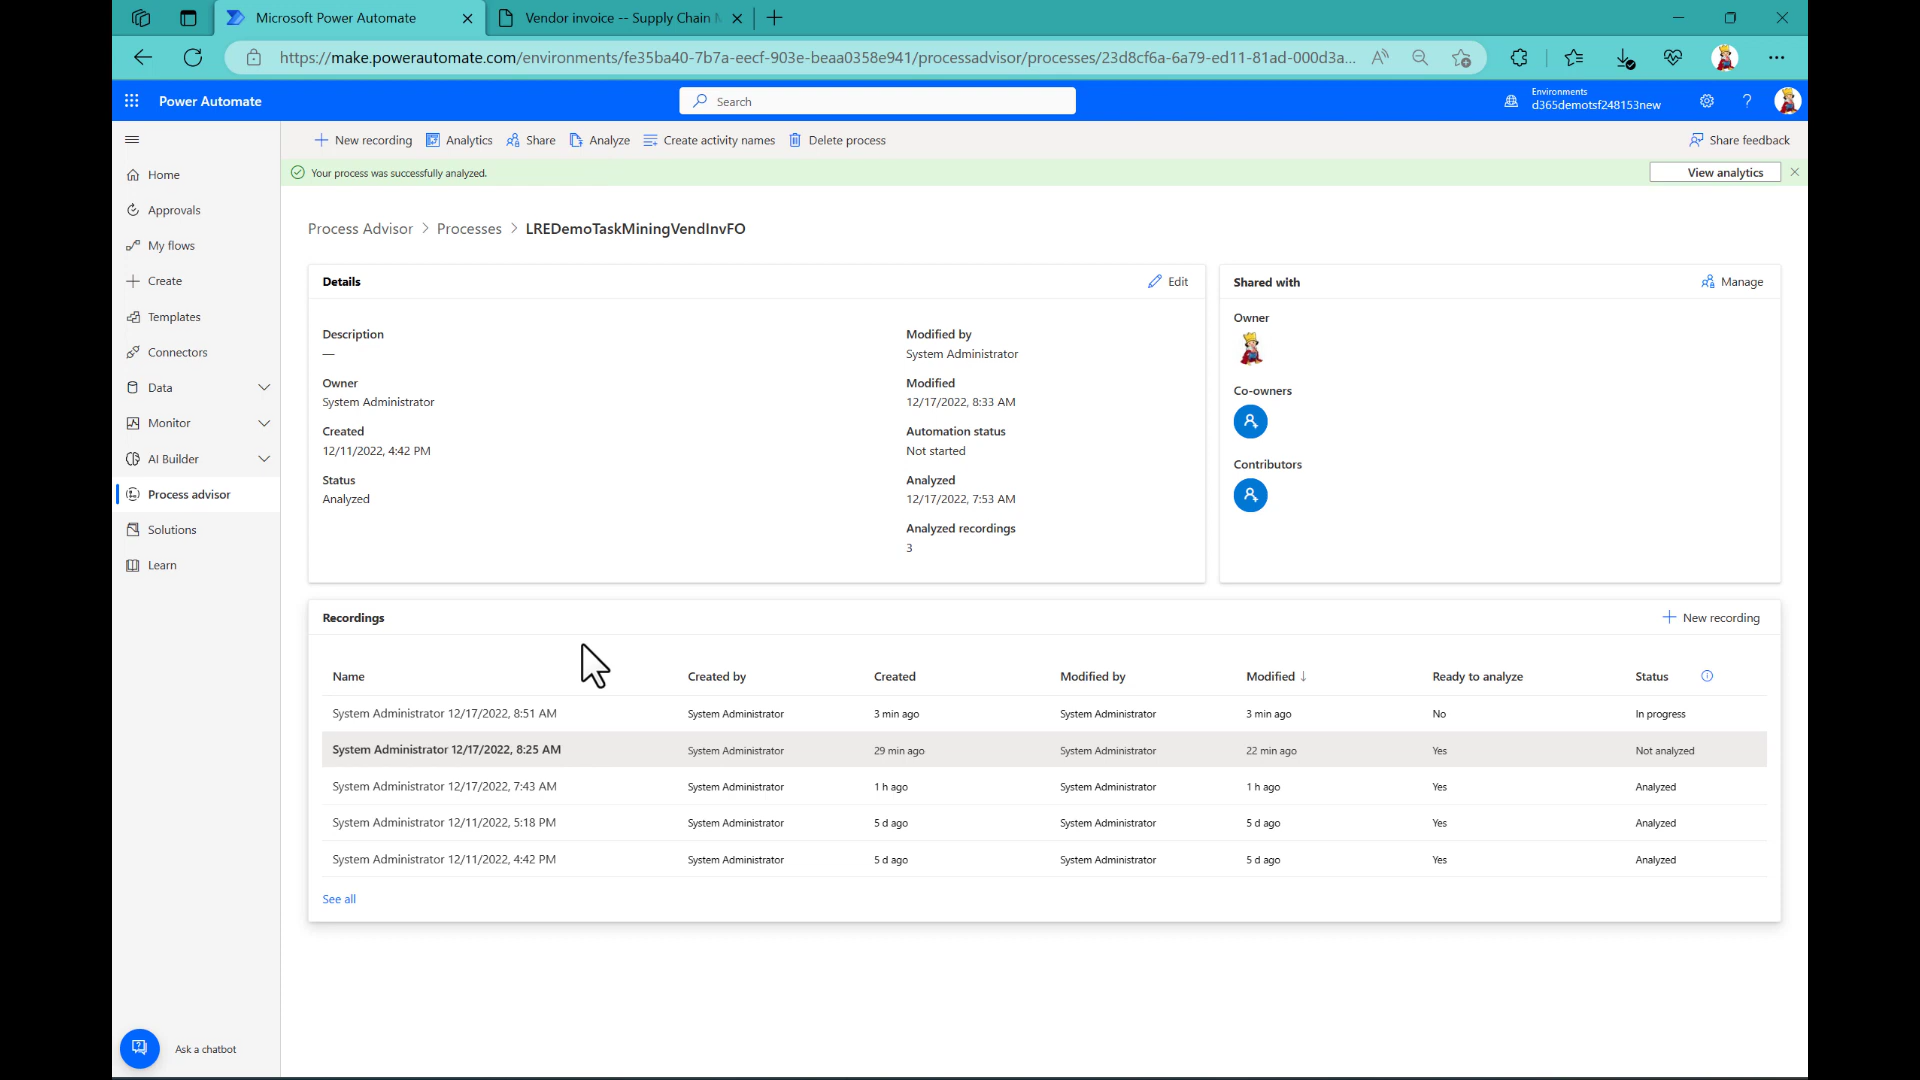 Microsoft Power Automate
Vendor invoice -- Supply Chain
https://make.powerautomate.com/environments/fe35ba40-7b7a-eecf-903e-beaa0358e941/processadvisor/processes/23d8cf6a-6a79-ed11-81ad-000d3a...
Power Automate
Search
Environments
d365demotsf248153new
New recording
Analytics
Share
Analyze
Create activity names
Delete process
Share feedback
Your process was successfully analyzed.
View analytics
Home
Approvals
My flows
Create
Templates
Connectors
Data
Monitor
AI Builder
Process advisor
Solutions
Learn
Ask a chatbot
Process Advisor > Processes > LREDemoTaskMiningVendInvFO
Details
Edit
Description
—
Owner
System Administrator
Created
12/11/2022, 4:42 PM
Status
Analyzed
Modified by
System Administrator
Modified
12/17/2022, 8:33 AM
Automation status
Not started
Analyzed
12/17/2022, 7:53 AM
Analyzed recordings
3
Shared with
Manage
Owner
Co-owners
Contributors
Recordings
New recording
Name Created by Created Modified by Modified ↓ Ready to analyze Status
System Administrator 12/17/2022, 8:51 AM System Administrator 3 min ago System Administrator 3 min ago No In progress
System Administrator 12/17/2022, 8:25 AM System Administrator 29 min ago System Administrator 22 min ago Yes Not analyzed
System Administrator 12/17/2022, 7:43 AM System Administrator 1 h ago System Administrator 1 h ago Yes Analyzed
System Administrator 12/11/2022, 5:18 PM System Administrator 5 d ago System Administrator 5 d ago Yes Analyzed
System Administrator 12/11/2022, 4:42 PM System Administrator 5 d ago System Administrator 5 d ago Yes Analyzed
See all